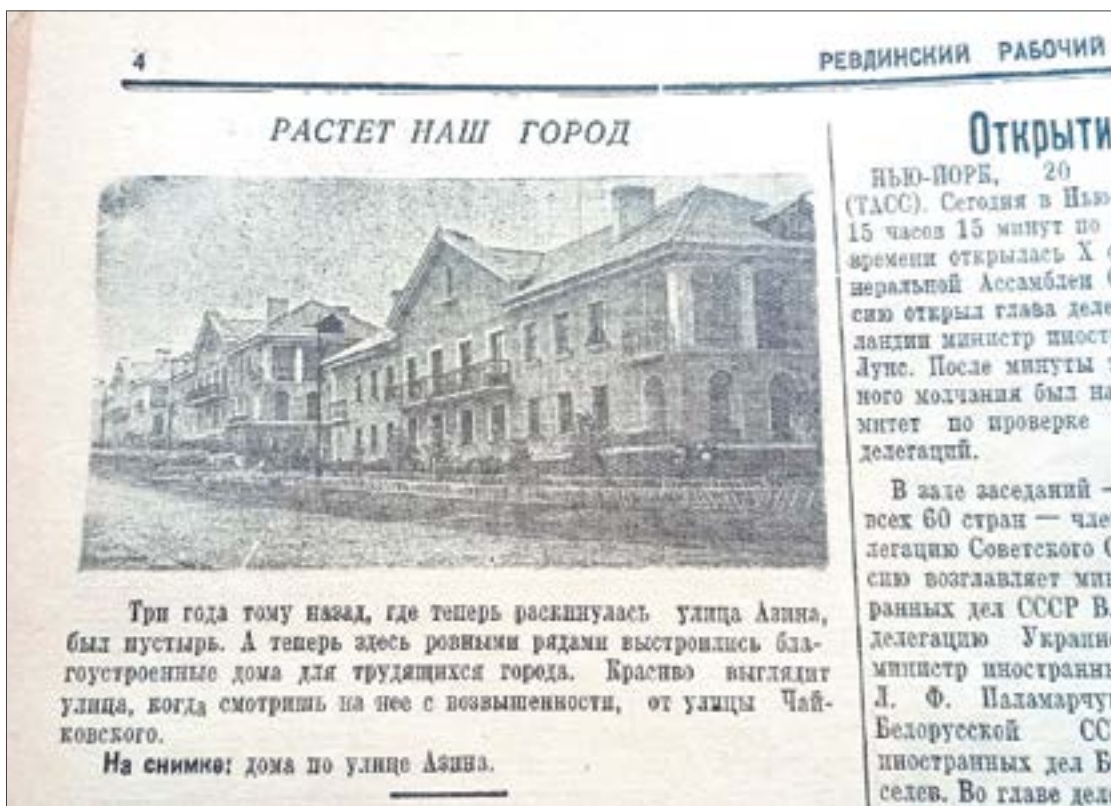 4
РЕВДИНСКИЙ РАБОЧИЙ
РАСТЕТ НАШ ГОРОД
Три года тому назад, где теперь раскинулась улица Азина,
был пустырь. А теперь здесь ровными рядами выстроились бла-
гоустроенные дома для трудящихся города. Красиво выглядит
улица, когда смотришь на нее с возвышенности, от улицы Чай-
ковского.
На снимке: дома по улице Азина.
Открыти
НЬЮ-ЙОРК, 20
(ТАСС). Сегодня в Нью-
15 часов 15 минут по
времени открылась X
неральной Ассамблеи
сию открыл глава деле
ландии министр иност
Лунс. После минуты
ного молчания был на
митет по проверке
делегаций.
В зале заседаний —
всех 60 стран — чле
легацию Советского С
сию возглавляет мин
ранных дел СССР В.
делегацию Украин
министр иностранн
Л. Ф. Паламарчу
Белорусской СС
иностранных дел Б
селев. Во главе деле